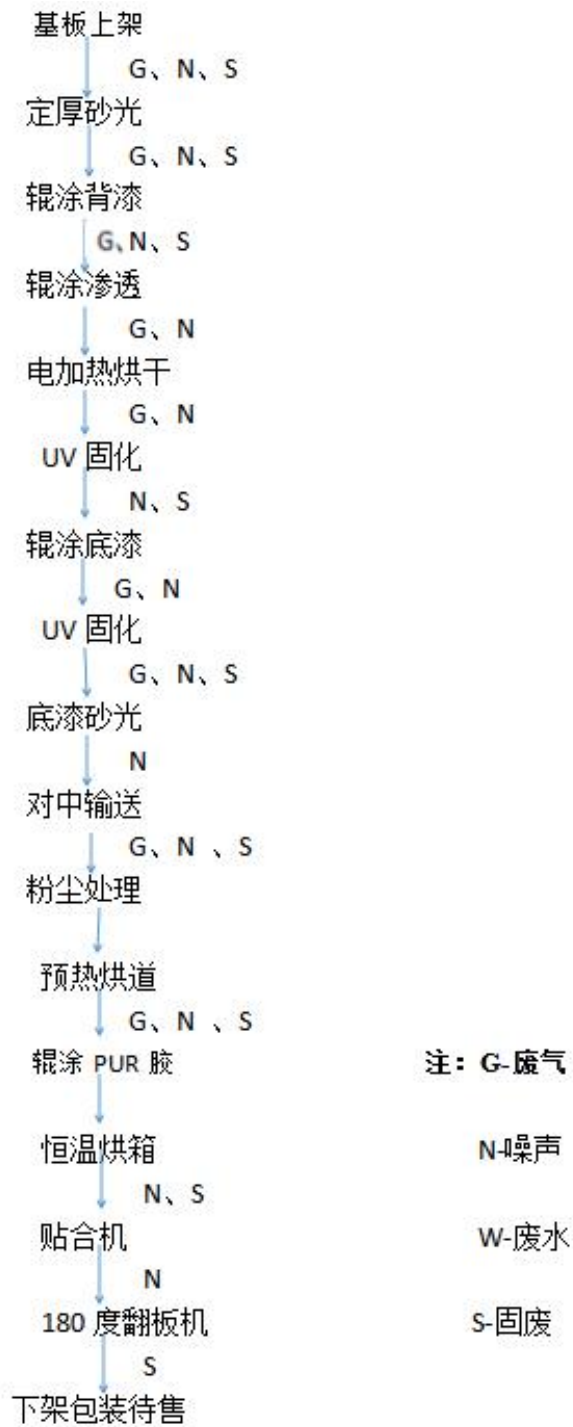 基板上架
G、N、S
定厚砂光
G、N、S
辊涂背漆
G、N、S
辊涂渗透
G、N
电加热烘干
G、N
UV 固化
N、S
辊涂底漆
G、N
UV 固化
G、N、S
底漆砂光
N
对中输送
G、N 、S
粉尘处理
预热烘道
G、N 、S
辊涂 PUR 胶
注：G-废气
恒温烘箱
N-噪声
N、S
贴合机
W-废水
N
180 度翻板机
S-固废
S
下架包装待售